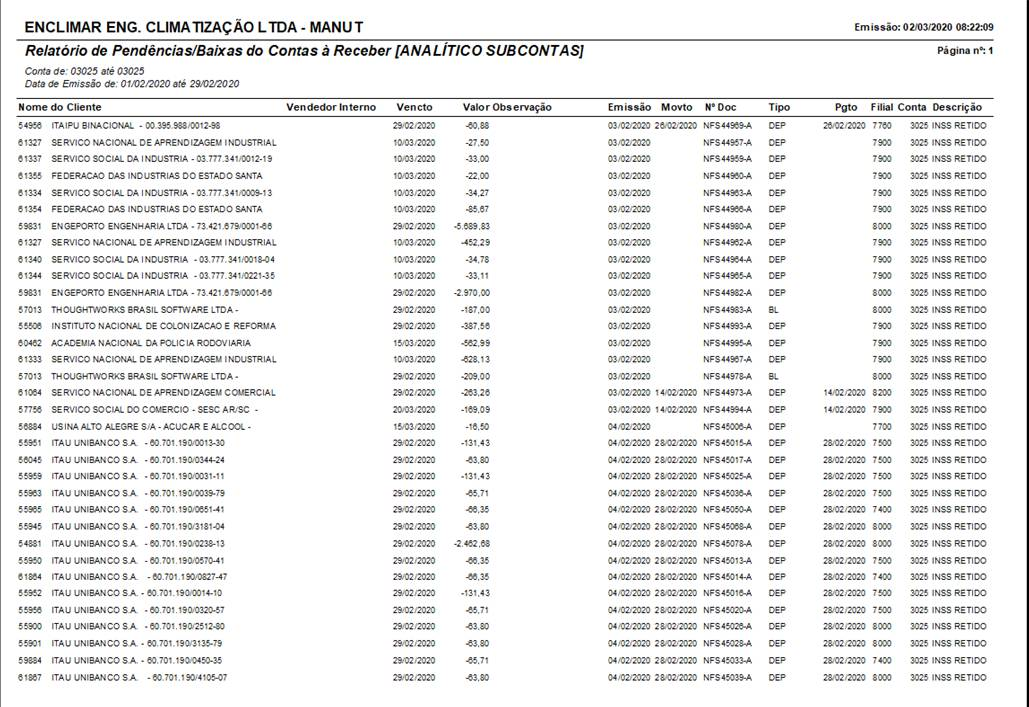 ENCLIMAR ENG. CLIMATIZAÇÃO LTDA - MANUT Emissão: 02/03/2020 08:22:09
Relatório de Pendências/Baixas do Contas à Receber [ANALÍTICO SUBCONTAS] Página nº: 1
Conta de: 03025 até 03025
Data de Emissão de: 01/02/2020 até 29/02/2020
Nome do Cliente Vendedor Interno Vencto Valor Observação Emissão Movto Nº Doc Tipo Pgto Filial Conta Descrição
54956 ITAIPU BINACIONAL - 00.395.988/0012-98 29/02/2020 -60,88 03/02/2020 26/02/2020 NFS44969-A DEP 26/02/2020 7760 3025 INSS RETIDO
61327 SERVICO NACIONAL DE APRENDIZAGEM INDUSTRIAL 10/03/2020 -27,50 03/02/2020 NFS44957-A DEP 7900 3025 INSS RETIDO
61337 SERVICO SOCIAL DA INDUSTRIA - 03.777.341/0012-19 10/03/2020 -33,00 03/02/2020 NFS44959-A DEP 7900 3025 INSS RETIDO
61355 FEDERACAO DAS INDUSTRIAS DO ESTADO SANTA 10/03/2020 -22,00 03/02/2020 NFS44960-A DEP 7900 3025 INSS RETIDO
61334 SERVICO SOCIAL DA INDUSTRIA - 03.777.341/0009-13 10/03/2020 -34,27 03/02/2020 NFS44963-A DEP 7900 3025 INSS RETIDO
61354 FEDERACAO DAS INDUSTRIAS DO ESTADO SANTA 10/03/2020 -85,67 03/02/2020 NFS44966-A DEP 7900 3025 INSS RETIDO
59831 ENGEPORTO ENGENHARIA LTDA - 73.421.679/0001-66 29/02/2020 -5.689,83 03/02/2020 NFS44980-A DEP 8000 3025 INSS RETIDO
61327 SERVICO NACIONAL DE APRENDIZAGEM INDUSTRIAL 10/03/2020 -452,29 03/02/2020 NFS44962-A DEP 7900 3025 INSS RETIDO
61340 SERVICO SOCIAL DA INDUSTRIA - 03.777.341/0018-04 10/03/2020 -34,78 03/02/2020 NFS44964-A DEP 7900 3025 INSS RETIDO
61344 SERVICO SOCIAL DA INDUSTRIA - 03.777.341/0221-35 10/03/2020 -33,11 03/02/2020 NFS44965-A DEP 7900 3025 INSS RETIDO
59831 ENGEPORTO ENGENHARIA LTDA - 73.421.679/0001-66 29/02/2020 -2.970,00 03/02/2020 NFS44982-A DEP 8000 3025 INSS RETIDO
57013 THOUGHTWORKS BRASIL SOFTWARE LTDA - 29/02/2020 -187,00 03/02/2020 NFS44983-A BL 8000 3025 INSS RETIDO
55506 INSTITUTO NACIONAL DE COLONIZACAO E REFORMA 29/02/2020 -387,56 03/02/2020 NFS44993-A DEP 7900 3025 INSS RETIDO
60462 ACADEMIA NACIONAL DA POLICIA RODOVIARIA 15/03/2020 -562,99 03/02/2020 NFS44995-A DEP 7900 3025 INSS RETIDO
61333 SERVICO NACIONAL DE APRENDIZAGEM INDUSTRIAL 10/03/2020 -628,13 03/02/2020 NFS44967-A DEP 7900 3025 INSS RETIDO
57013 THOUGHTWORKS BRASIL SOFTWARE LTDA - 29/02/2020 -209,00 03/02/2020 NFS44978-A BL 8000 3025 INSS RETIDO
61064 SERVICO NACIONAL DE APRENDIZAGEM COMERCIAL 29/02/2020 -263,26 03/02/2020 14/02/2020 NFS44973-A DEP 14/02/2020 8200 3025 INSS RETIDO
57756 SERVICO SOCIAL DO COMERCIO - SESC AR/SC - 20/03/2020 -169,09 03/02/2020 14/02/2020 NFS44994-A DEP 14/02/2020 7900 3025 INSS RETIDO
56884 USINA ALTO ALEGRE S/A - ACUCAR E ALCOOL - 15/03/2020 -16,50 04/02/2020 NFS45006-A DEP 7700 3025 INSS RETIDO
55951 ITAU UNIBANCO S.A. - 60.701.190/0013-30 29/02/2020 -131,43 04/02/2020 28/02/2020 NFS45015-A DEP 28/02/2020 7500 3025 INSS RETIDO
56045 ITAU UNIBANCO S.A. - 60.701.190/0344-24 29/02/2020 -63,80 04/02/2020 28/02/2020 NFS45017-A DEP 28/02/2020 7500 3025 INSS RETIDO
55959 ITAU UNIBANCO S.A. - 60.701.190/0031-11 29/02/2020 -131,43 04/02/2020 28/02/2020 NFS45025-A DEP 28/02/2020 7500 3025 INSS RETIDO
55963 ITAU UNIBANCO S.A. - 60.701.190/0039-79 29/02/2020 -65,71 04/02/2020 28/02/2020 NFS45036-A DEP 28/02/2020 7500 3025 INSS RETIDO
55965 ITAU UNIBANCO S.A. - 60.701.190/0651-41 29/02/2020 -66,35 04/02/2020 28/02/2020 NFS45050-A DEP 28/02/2020 7400 3025 INSS RETIDO
55945 ITAU UNIBANCO S.A. - 60.701.190/3181-04 29/02/2020 -63,80 04/02/2020 28/02/2020 NFS45068-A DEP 28/02/2020 8000 3025 INSS RETIDO
54881 ITAU UNIBANCO S.A. - 60.701.190/0238-13 29/02/2020 -2.462,68 04/02/2020 28/02/2020 NFS45078-A DEP 28/02/2020 8000 3025 INSS RETIDO
55950 ITAU UNIBANCO S.A. - 60.701.190/0570-41 29/02/2020 -66,35 04/02/2020 28/02/2020 NFS45013-A DEP 28/02/2020 7500 3025 INSS RETIDO
61864 ITAU UNIBANCO S.A. - 60.701.190/0827-47 29/02/2020 -66,35 04/02/2020 28/02/2020 NFS45014-A DEP 28/02/2020 7400 3025 INSS RETIDO
55952 ITAU UNIBANCO S.A. - 60.701.190/0014-10 29/02/2020 -131,43 04/02/2020 28/02/2020 NFS45016-A DEP 28/02/2020 7500 3025 INSS RETIDO
55956 ITAU UNIBANCO S.A. - 60.701.190/0320-57 29/02/2020 -65,71 04/02/2020 28/02/2020 NFS45020-A DEP 28/02/2020 7500 3025 INSS RETIDO
55900 ITAU UNIBANCO S.A. - 60.701.190/2512-80 29/02/2020 -63,80 04/02/2020 28/02/2020 NFS45026-A DEP 28/02/2020 8000 3025 INSS RETIDO
55901 ITAU UNIBANCO S.A. - 60.701.190/3135-79 29/02/2020 -63,80 04/02/2020 28/02/2020 NFS45028-A DEP 28/02/2020 8000 3025 INSS RETIDO
59884 ITAU UNIBANCO S.A. - 60.701.190/0450-35 29/02/2020 -65,71 04/02/2020 28/02/2020 NFS45033-A DEP 28/02/2020 7400 3025 INSS RETIDO
61867 ITAU UNIBANCO S.A. - 60.701.190/4105-07 29/02/2020 -63,80 04/02/2020 28/02/2020 NFS45039-A DEP 28/02/2020 8000 3025 INSS RETIDO